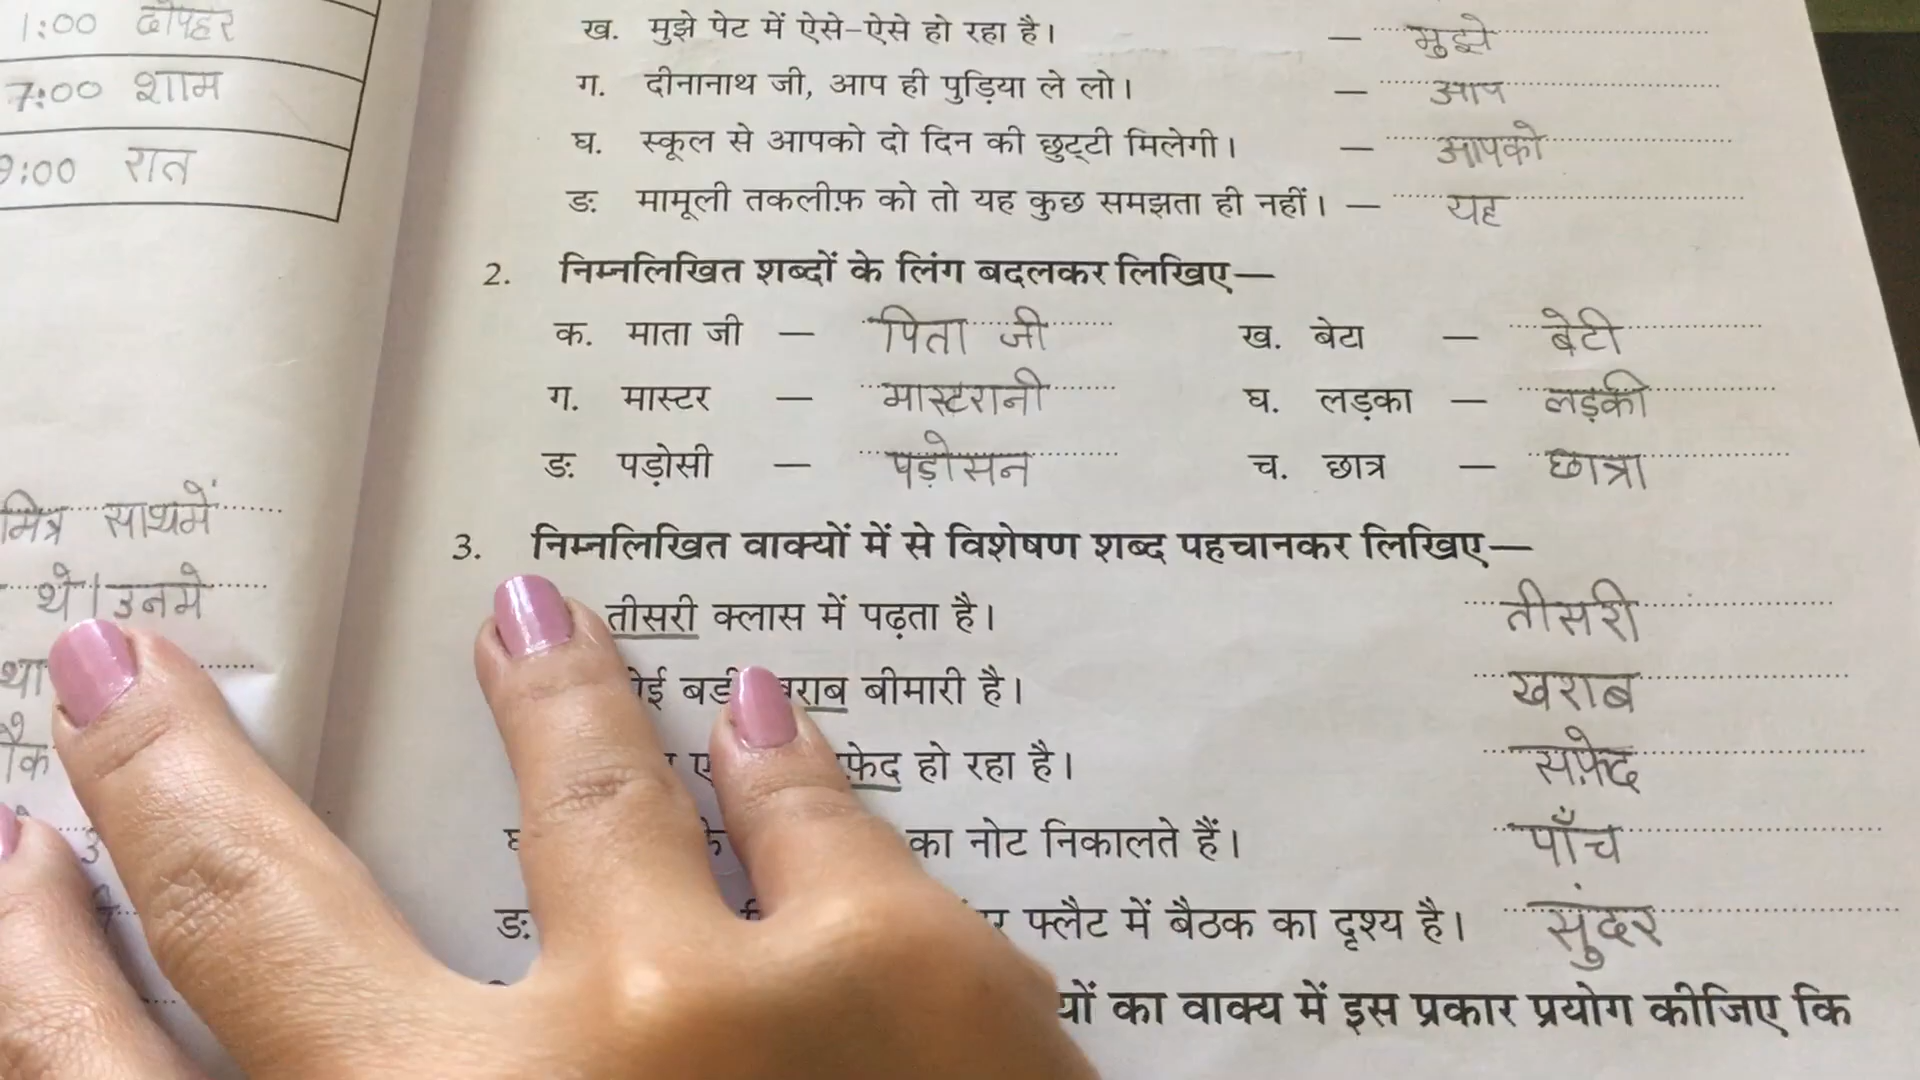 1:00 दोपहर
7:00 शाम
9:00 रात
मित्र साथमें
थे। उनमे
था
कि
ख. मुझे पेट में ऐसे-ऐसे हो रहा है। — मुझे
ग. दीनानाथ जी, आप ही पुड़िया ले लो। — आप
घ. स्कूल से आपको दो दिन की छुट्टी मिलेगी। — आपको
ङ. मामूली तकलीफ़ को तो यह कुछ समझता ही नहीं। — यह
2. निम्नलिखित शब्दों के लिंग बदलकर लिखिए—
क. माता जी — पिता जी ख. बेटा — बेटी
ग. मास्टर — मास्टरानी घ. लड़का — लड़की
ङ. पड़ोसी — पड़ोसन च. छात्र — छात्रा
3. निम्नलिखित वाक्यों में से विशेषण शब्द पहचानकर लिखिए—
तीसरी क्लास में पढ़ता है। तीसरी
बीमारी है। ख़राब
हो रहा है। सफ़ेद
का नोट निकालते हैं। पाँच
ङ. फ्लैट में बैठक का दृश्य है। सुंदर
का वाक्य में इस प्रकार प्रयोग कीजिए कि